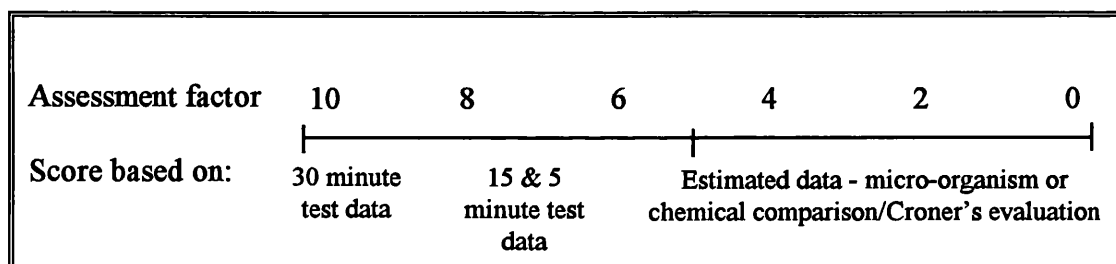 Assessment factor 10 8 6 4 2 0
Score based on: 30 minute 15 & 5 Estimated data - micro-organism or
test data minute test chemical comparison/Croner's evaluation
data